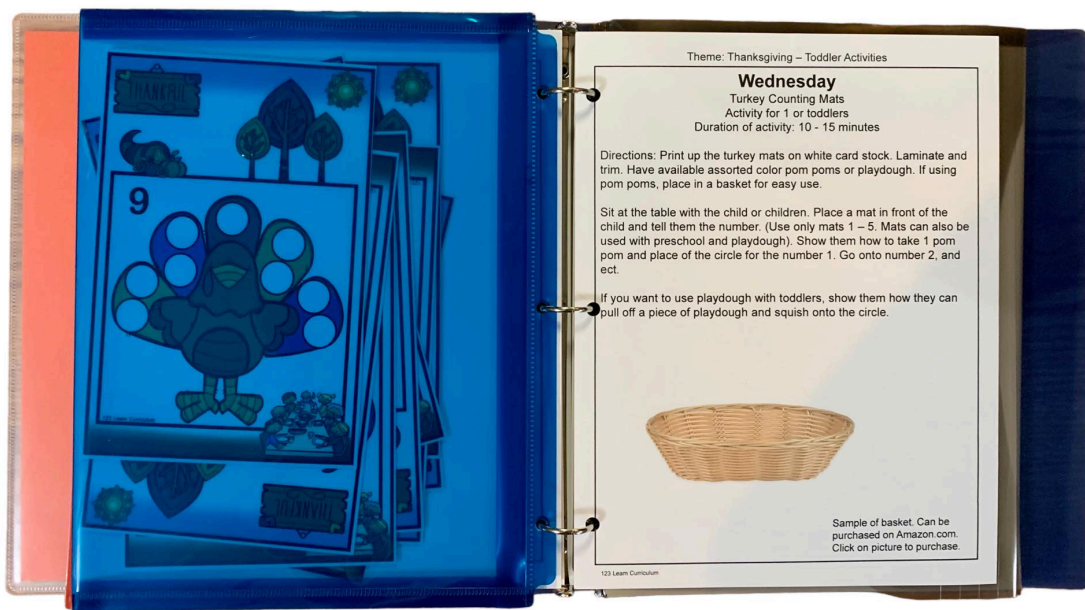 THANKFUL
9
123 Learn Curriculum
THANKFUL
Theme: Thanksgiving – Toddler Activities
Wednesday
Turkey Counting Mats
Activity for 1 or toddlers
Duration of activity: 10 - 15 minutes
Directions: Print up the turkey mats on white card stock. Laminate and
trim. Have available assorted color pom poms or playdough. If using
pom poms, place in a basket for easy use.
Sit at the table with the child or children. Place a mat in front of the
child and tell them the number. (Use only mats 1 – 5. Mats can also be
used with preschool and playdough). Show them how to take 1 pom
pom and place of the circle for the number 1. Go onto number 2, and
ect.
If you want to use playdough with toddlers, show them how they can
pull off a piece of playdough and squish onto the circle.
Sample of basket. Can be
purchased on Amazon.com.
Click on picture to purchase.
123 Learn Curriculum